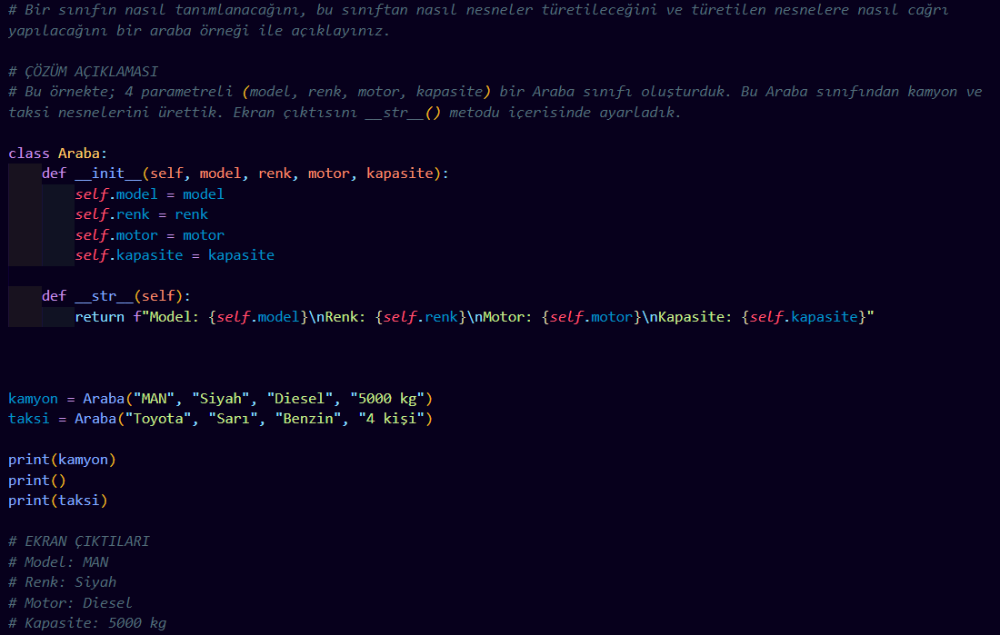 # Bir sınıfın nasıl tanımlanacağını, bu sınıftan nasıl nesneler türetileceğini ve türetilen nesnelere nasıl cağrı
yapılacağını bir araba örneği ile açıklayınız.
# ÇÖZÜM AÇIKLAMASI
# Bu örnekte; 4 parametreli (model, renk, motor, kapasite) bir Araba sınıfı oluşturduk. Bu Araba sınıfından kamyon ve
taksi nesnelerini ürettik. Ekran çıktısını __str__() metodu içerisinde ayarladık.
class Araba:
    def __init__(self, model, renk, motor, kapasite):
        self.model = model
        self.renk = renk
        self.motor = motor
        self.kapasite = kapasite
    def __str__(self):
        return f"Model: {self.model}\nRenk: {self.renk}\nMotor: {self.motor}\nKapasite: {self.kapasite}"
kamyon = Araba("MAN", "Siyah", "Diesel", "5000 kg")
taksi = Araba("Toyota", "Sarı", "Benzin", "4 kişi")
print(kamyon)
print()
print(taksi)
# EKRAN ÇIKTILARI
# Model: MAN
# Renk: Siyah
# Motor: Diesel
# Kapasite: 5000 kg